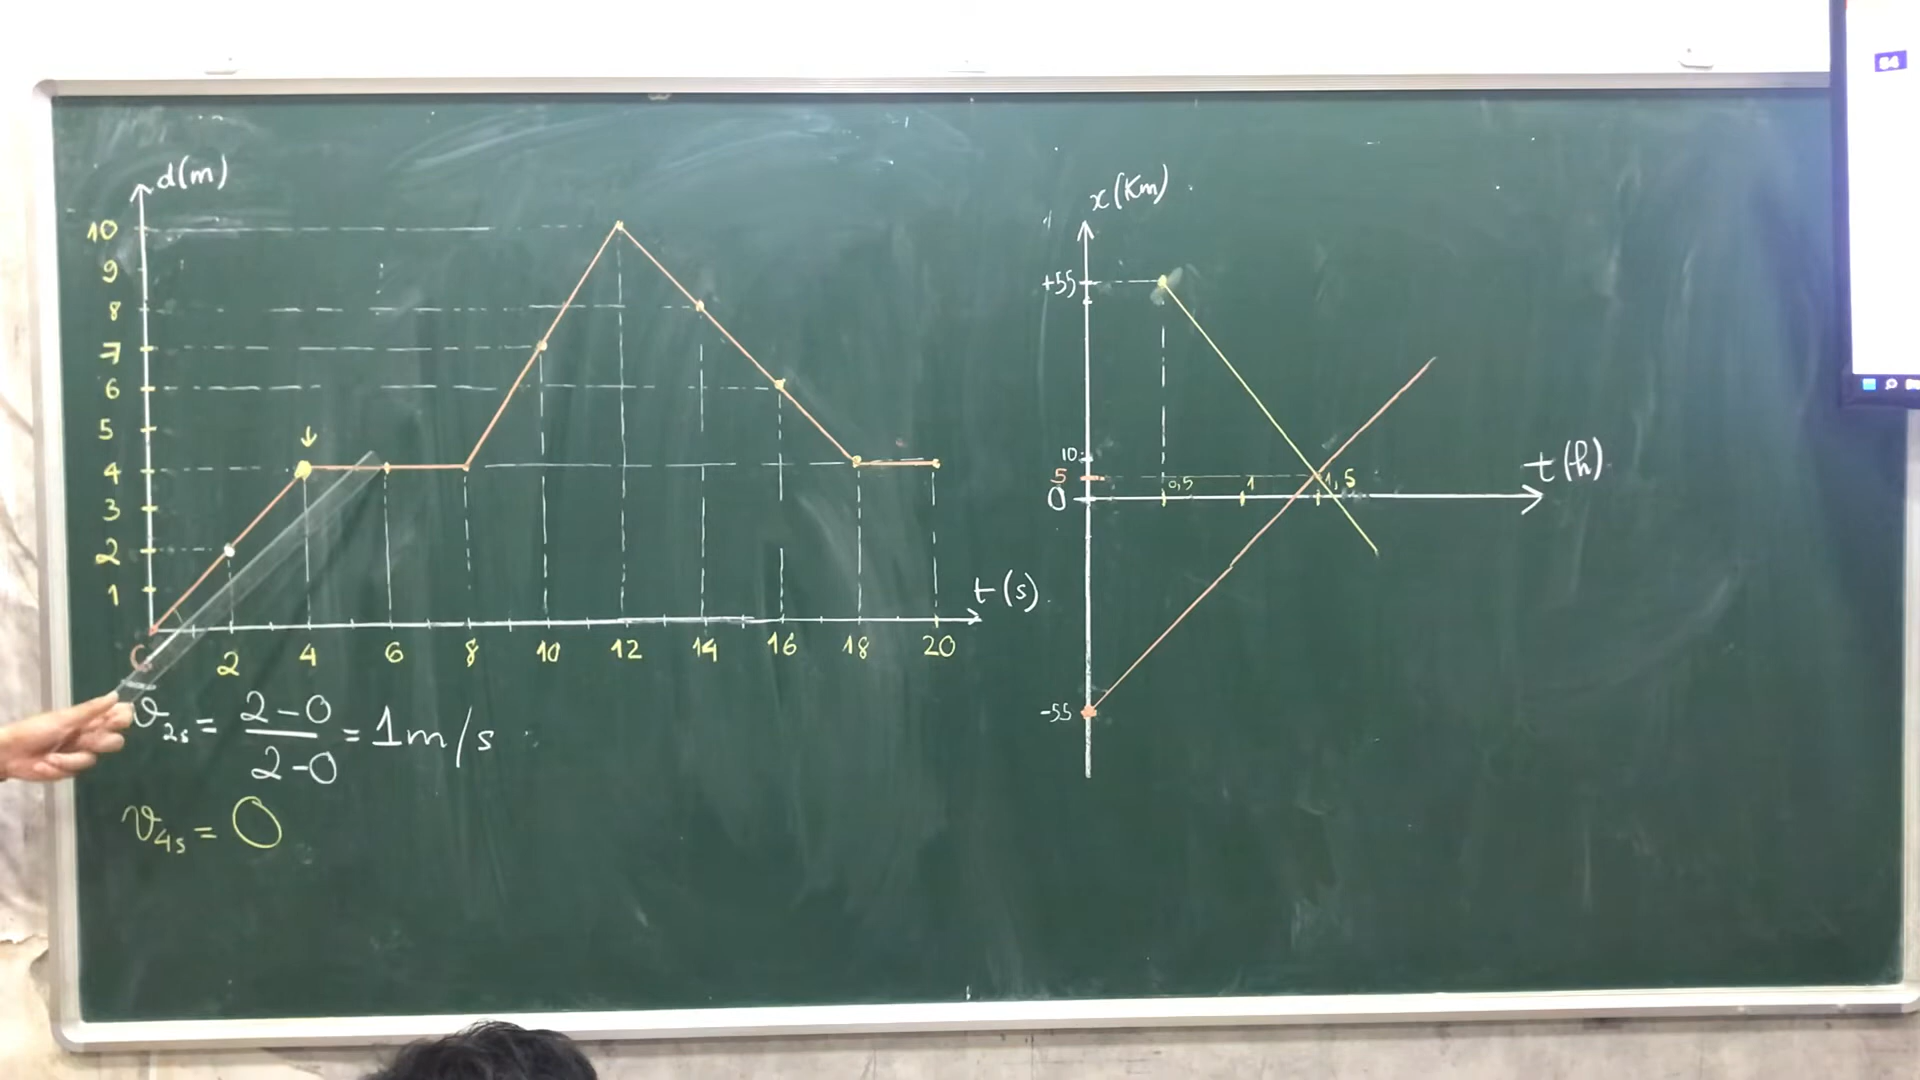 d(m)
10
9
8
7
6
5
4
3
2
1
2 4 6 8 10 12 14 16 18 20
t(s)
v2s = 2-0 / 2-0 = 1m/s
v4s = 0
x(Km)
+55
10
5
0
0,5 1 1,5
t(h)
-55
84